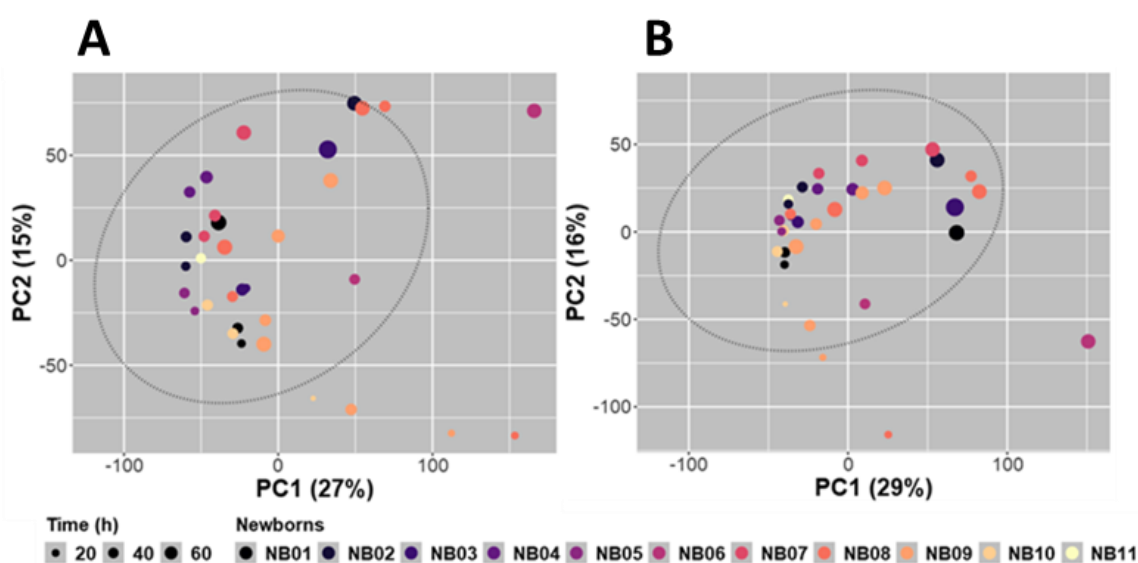 A
B
50
0
-50
PC2 (15%)
-100
0
100
PC1 (27%)
50
0
-50
-100
PC2 (16%)
-100
0
100
PC1 (29%)
Time (h)
Newborns
20 40 60 NB01 NB02 NB03 NB04 NB05 NB06 NB07 NB08 NB09 NB10 NB11